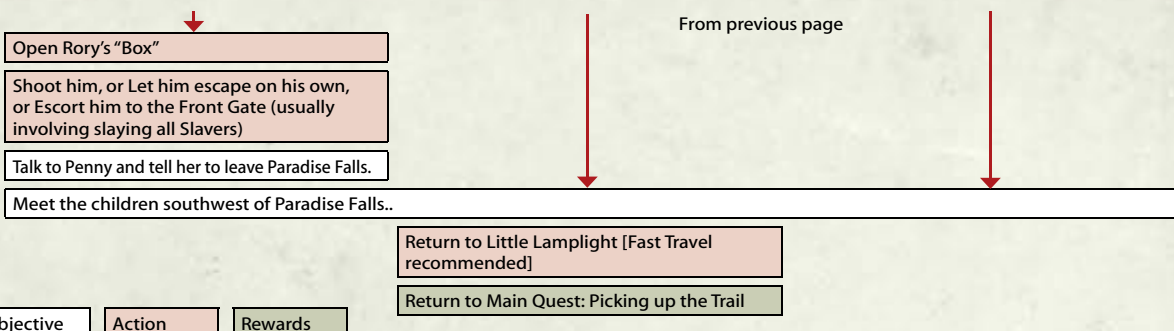 From previous page
Open Rory's “Box”
Shoot him, or Let him escape on his own,
or Escort him to the Front Gate (usually
involving slaying all Slavers)
Talk to Penny and tell her to leave Paradise Falls.
Meet the children southwest of Paradise Falls..
Return to Little Lamplight [Fast Travel
recommended]
Return to Main Quest: Picking up the Trail
bjective
Action
Rewards